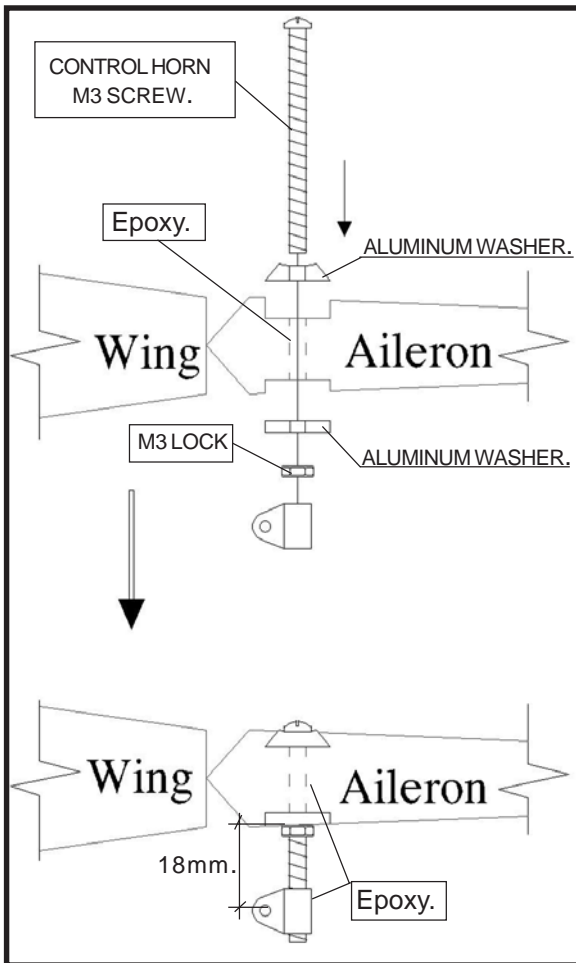 CONTROL HORN
M3 SCREW.
Epoxy.
ALUMINUM WASHER.
Wing
Aileron
M3 LOCK
ALUMINUM WASHER.
Wing
Aileron
18mm.
Epoxy.